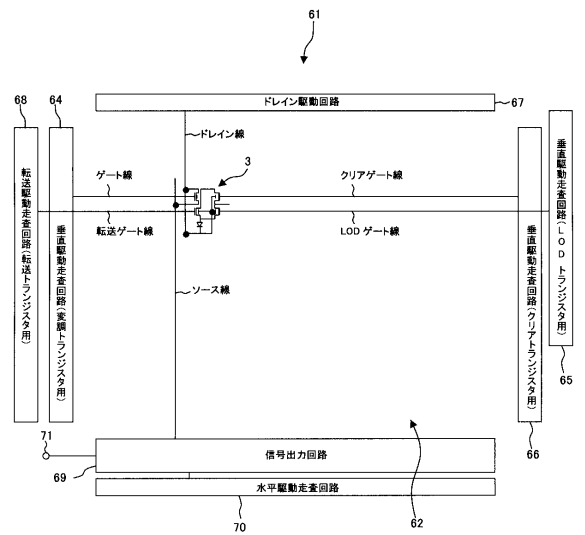 61
68
64
ドレイン駆動回路
67
ドレイン線
ゲート線
3
クリアゲート線
転送ゲート線
LODゲート線
転送駆動走査回路(転送トランジスタ用)
垂直駆動走査回路(変調トランジスタ用)
垂直駆動走査回路(クリアトランジスタ用)
垂直駆動走査回路(LODトランジスタ用)
ソース線
65
66
71
信号出力回路
69
水平駆動走査回路
70
62